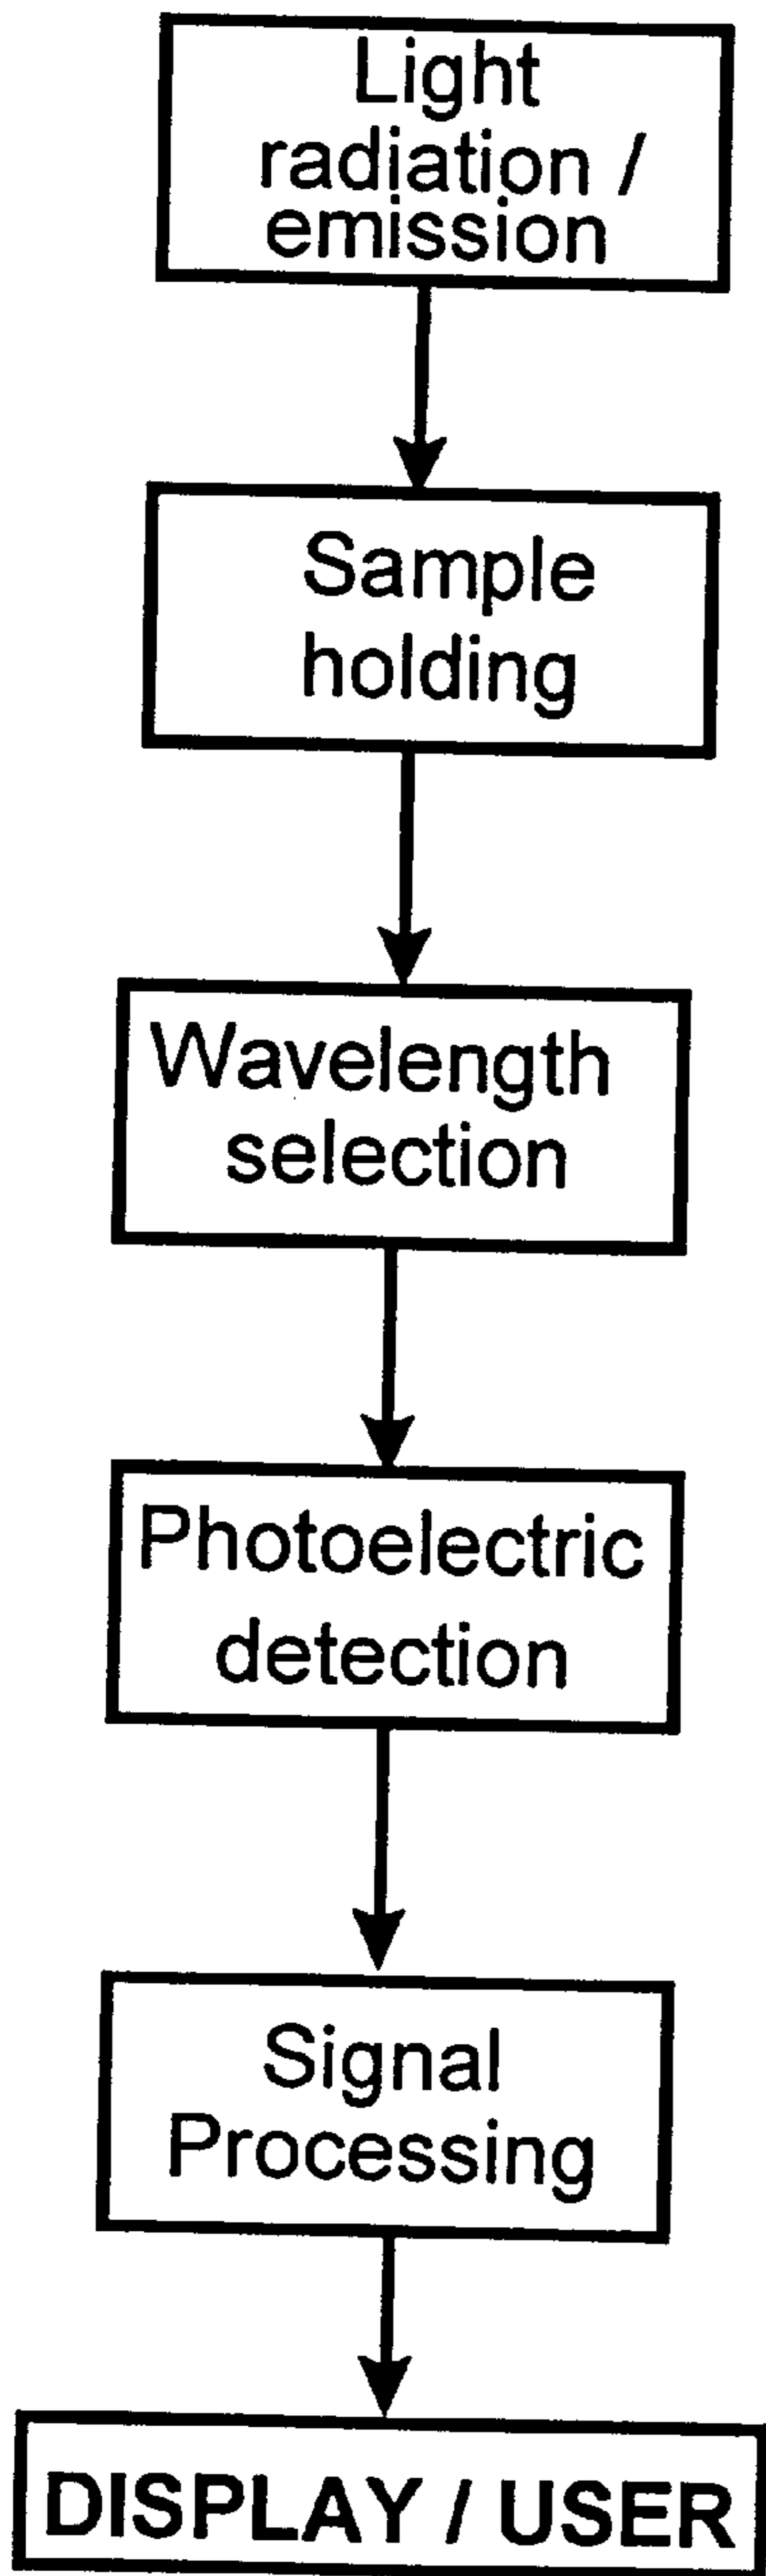 Light
radiation /
emission
Sample
holding
Wavelength
selection
Photoelectric
detection
Signal
Processing
DISPLAY / USER